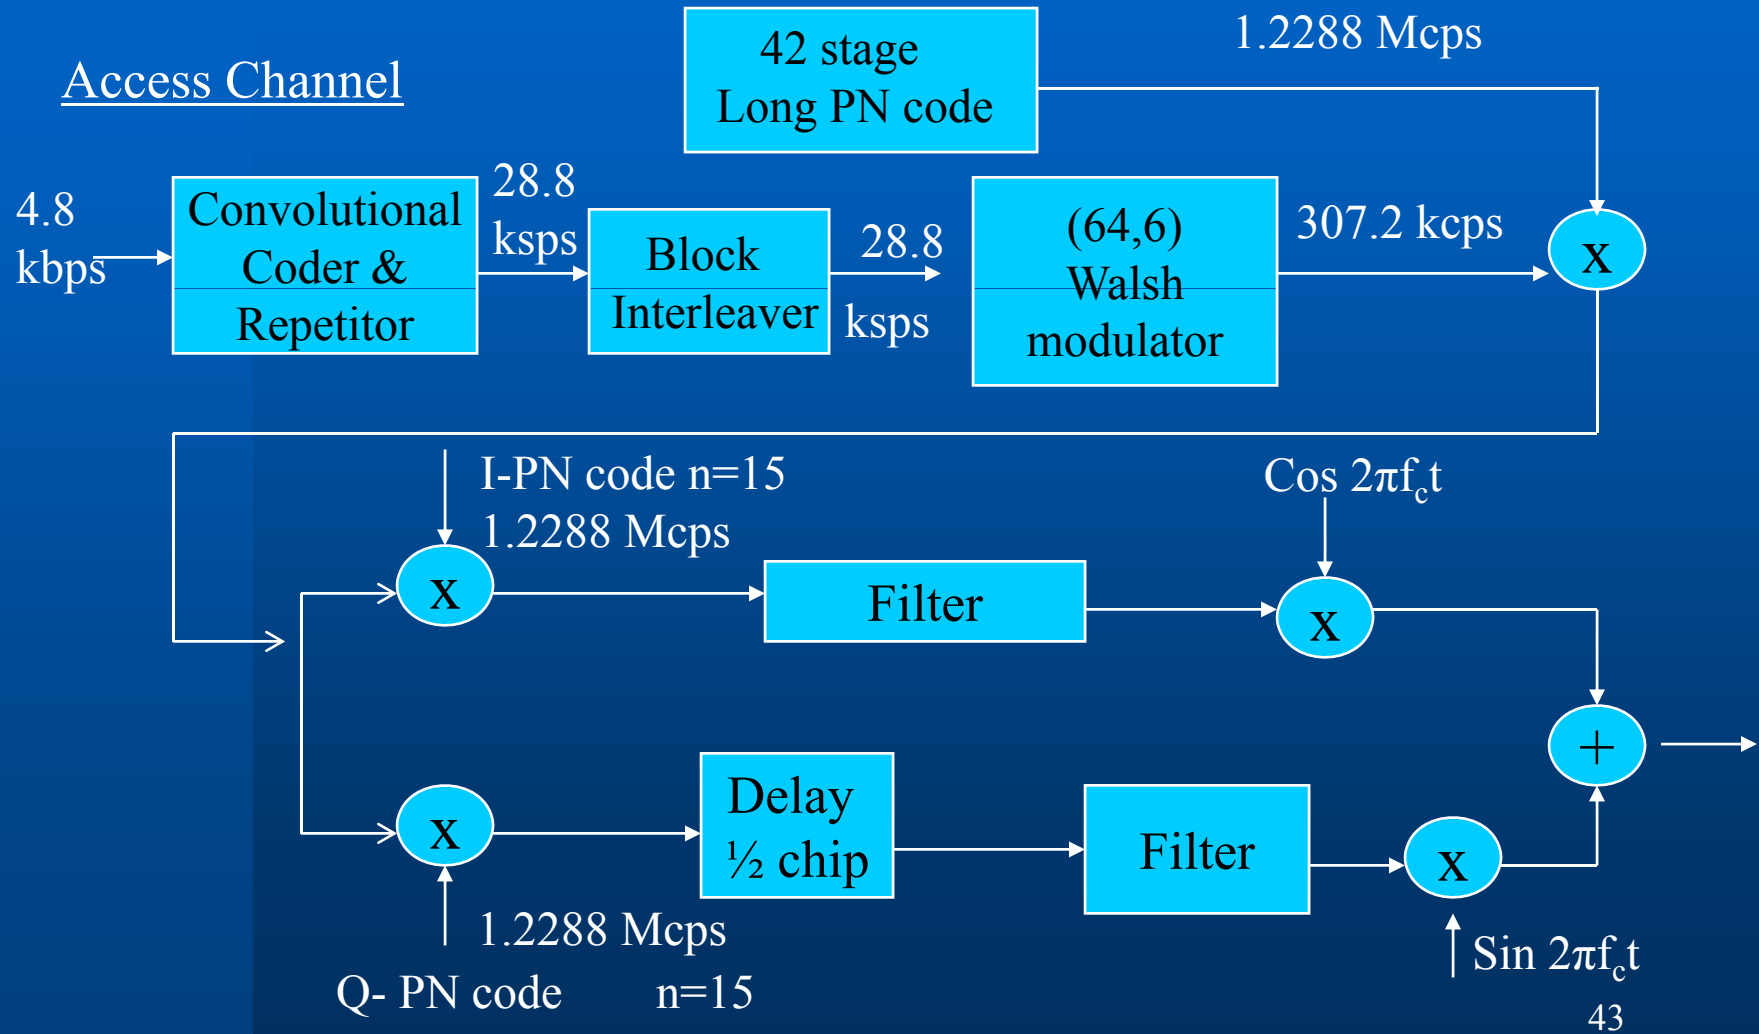 Access Channel
42 stage
Long PN code
1.2288 Mcps
4.8
kbps
Convolutional
Coder &
Repetitor
28.8
ksps
Block
Interleaver
28.8
ksps
(64,6)
Walsh
modulator
307.2 kcps
x
I-PN code n=15
1.2288 Mcps
x
Filter
Cos 2πf_ct
x
+
x
1.2288 Mcps
Q- PN code n=15
Delay
½ chip
Filter
x
Sin 2πf_ct
43